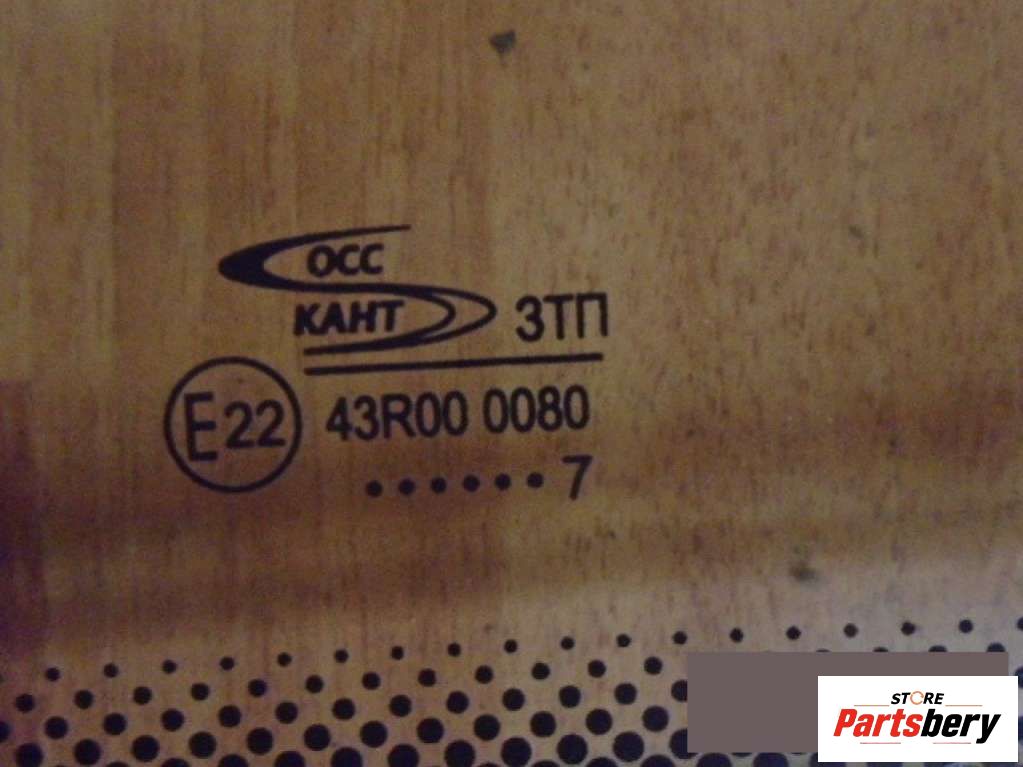 ОСС
КАНТ ЗТП
E22 43R00 0080
......7
STORE
Partsbery